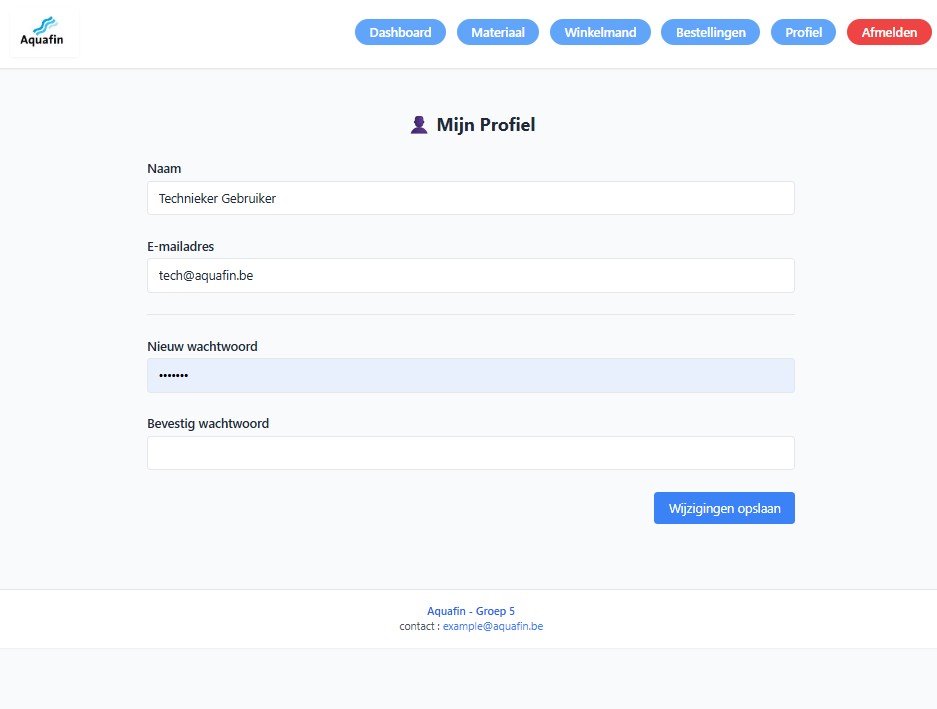 Aquafin
Dashboard Materiaal Winkelmand Bestellingen Profiel Afmelden
Mijn Profiel
Naam
Technieker Gebruiker
E-mailadres
tech@aquafin.be
Nieuw wachtwoord
•••••••
Bevestig wachtwoord
Wijzigingen opslaan
Aquafin - Groep 5
contact : example@aquafin.be